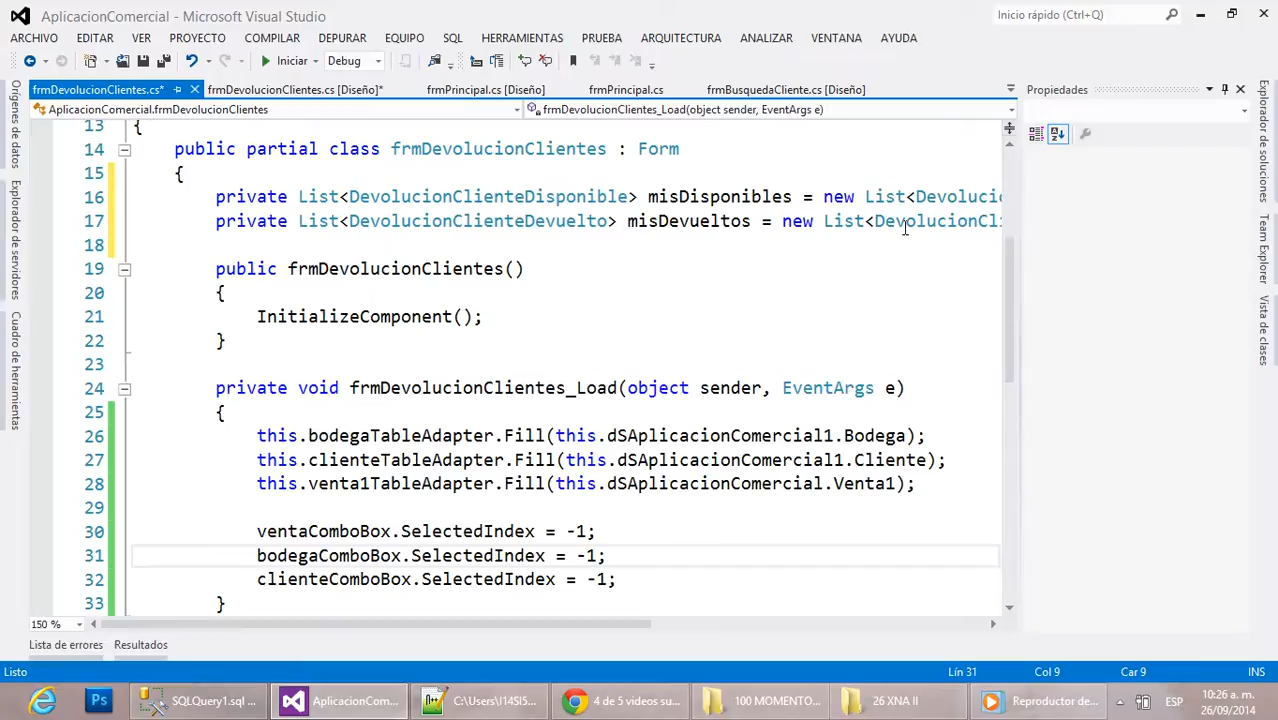 AplicacionComercial - Microsoft Visual Studio
Inicio rápido (Ctrl+Q)
ARCHIVO EDITAR VER PROYECTO COMPILAR DEPURAR EQUIPO SQL HERRAMIENTAS PRUEBA ARQUITECTURA ANALIZAR VENTANA AYUDA
Iniciar Debug
frmDevolucionClientes.cs* frmDevolucionClientes.cs [Diseño]* frmPrincipal.cs [Diseño] frmPrincipal.cs frmBusquedaCliente.cs [Diseño]
Propiedades
AplicacionComercial.frmDevolucionClientes frmDevolucionClientes_Load(object sender, EventArgs e)
Orígenes de datos
Explorador de servidores
Cuadro de herramientas
13 {
14 public partial class frmDevolucionClientes : Form
15 {
16 private List<DevolucionClienteDisponible> misDisponibles = new List<Devolucio
17 private List<DevolucionClienteDevuelto> misDevueltos = new List<DevolucionCl
18
19 public frmDevolucionClientes()
20 {
21 InitializeComponent();
22 }
23
24 private void frmDevolucionClientes_Load(object sender, EventArgs e)
25 {
26 this.bodegaTableAdapter.Fill(this.dSAplicacionComercial1.Bodega);
27 this.clienteTableAdapter.Fill(this.dSAplicacionComercial1.Cliente);
28 this.venta1TableAdapter.Fill(this.dSAplicacionComercial.Venta1);
29
30 ventaComboBox.SelectedIndex = -1;
31 bodegaComboBox.SelectedIndex = -1;
32 clienteComboBox.SelectedIndex = -1;
33 }
Explorador de soluciones
Team Explorer
Vista de clases
150 %
Lista de errores Resultados
Listo Lín 31 Col 9 Car 9 INS
SQLQuery1.sql ... AplicacionCom... C:\Users\I14SI5... 4 de 5 videos su... 100 MOMENTO... 26 XNA II Reproductor de... ESP
10:26 a. m.
26/09/2014